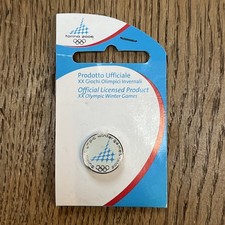 torino 2006
Prodotto Ufficiale
XX Giochi Olimpici Invernali
Official Licensed Product
XX Olympic Winter Games